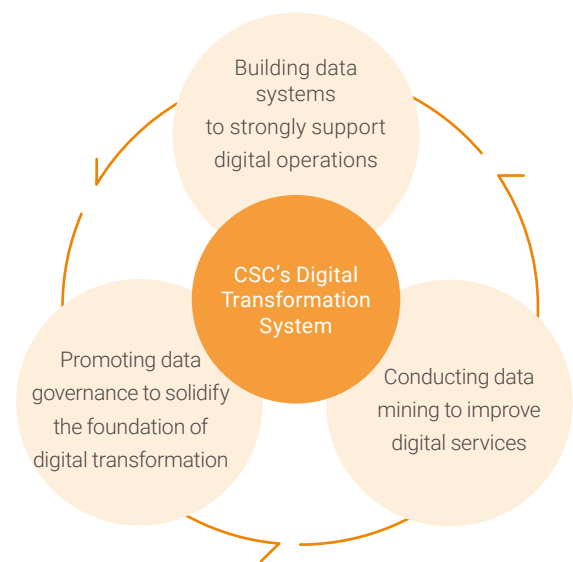 Building data
systems
to strongly support
digital operations
CSC's Digital
Transformation
System
Promoting data
governance to solidify
the foundation of
digital transformation
Conducting data
mining to improve
digital services